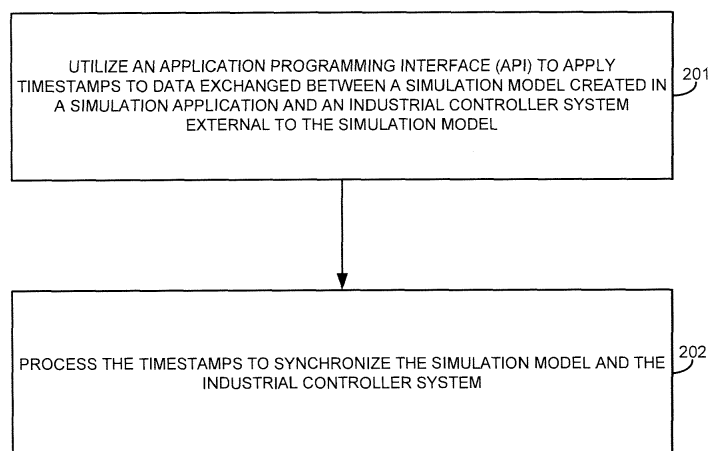 UTILIZE AN APPLICATION PROGRAMMING INTERFACE (API) TO APPLY
TIMESTAMPS TO DATA EXCHANGED BETWEEN A SIMULATION MODEL CREATED IN
A SIMULATION APPLICATION AND AN INDUSTRIAL CONTROLLER SYSTEM
EXTERNAL TO THE SIMULATION MODEL
201
PROCESS THE TIMESTAMPS TO SYNCHRONIZE THE SIMULATION MODEL AND THE
INDUSTRIAL CONTROLLER SYSTEM
202